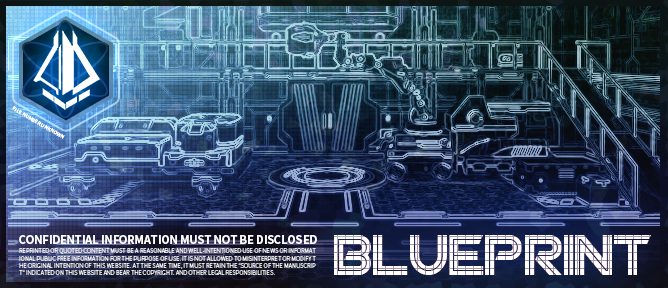 FILE NUMBER:UNKNOWN
CONFIDENTIAL INFORMATION MUST NOT BE DISCLOSED
REPRINTED OR QUOTED CONTENT MUST BE A REASONABLE AND WELL-INTENTIONED USE OF NEWS OR INFORMAT
IONAL PUBLIC FREE INFORMATION FOR THE PURPOSE OF USE. IT IS NOT ALLOWED TO MISINTERPRET OR MODIFY T
HE ORIGINAL INTENTION OF THIS WEBSITE. AT THE SAME TIME, IT MUST RETAIN THE "SOURCE OF THE MANUSCRIP
T" INDICATED ON THIS WEBSITE AND BEAR THE COPYRIGHT. AND OTHER LEGAL RESPONSIBILITIES.
BLUEPRINT